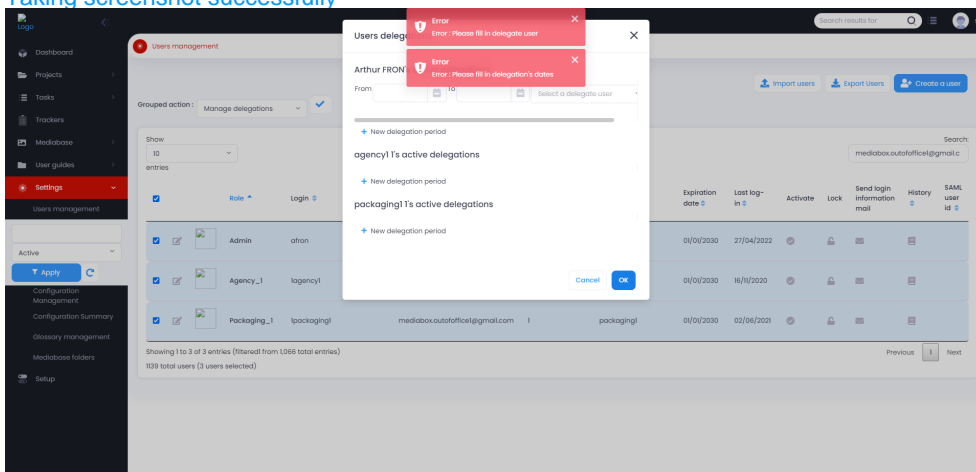 Taking screenshot successfully
Logo
Search results for
Dashboard
Projects
Tasks
Trackers
Mediabase
User guides
Settings
Users management
Active
Apply
Configuration Management
Configuration Summary
Glossary management
Mediabase folders
Setup
Users management
Import users
Export Users
Create a user
Grouped action :
Manage delegations
Show
10
entries
Search:
mediabox.outofoffice1@gmail.c
Role
Login
Expiration date
Last log-in
Activate
Lock
Send login information mail
History
SAML user id
Admin
afron
01/01/2030
27/04/2022
Agency_1
1agency1
01/01/2030
16/11/2020
Packaging_1
1packaging1
mediabox.outofoffice1@gmail.com
1
packaging1
01/01/2030
02/06/2021
Showing 1 to 3 of 3 entries (filtered1 from 1,066 total entries)
1139 total users (3 users selected)
Previous
1
Next
Users deleg
Error
Error : Please fill in delegate user
Error
Error : Please fill in delegation's dates
Arthur FRON's
From
To
Select a delegate user
+ New delegation period
agency1 1's active delegations
+ New delegation period
packaging1 1's active delegations
+ New delegation period
Cancel
OK